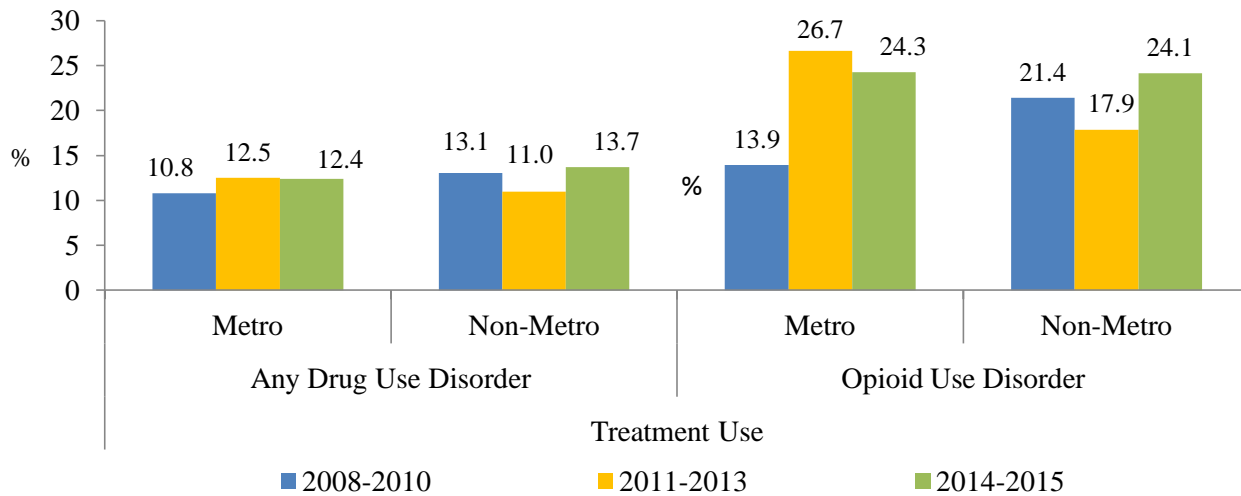 30
25
20
15
10
5
0
%
%
10.8 12.5 12.4 13.1 11.0 13.7 13.9 26.7 24.3 21.4 17.9 24.1
Metro Non-Metro Metro Non-Metro
Any Drug Use Disorder Opioid Use Disorder
Treatment Use
2008-2010 2011-2013 2014-2015